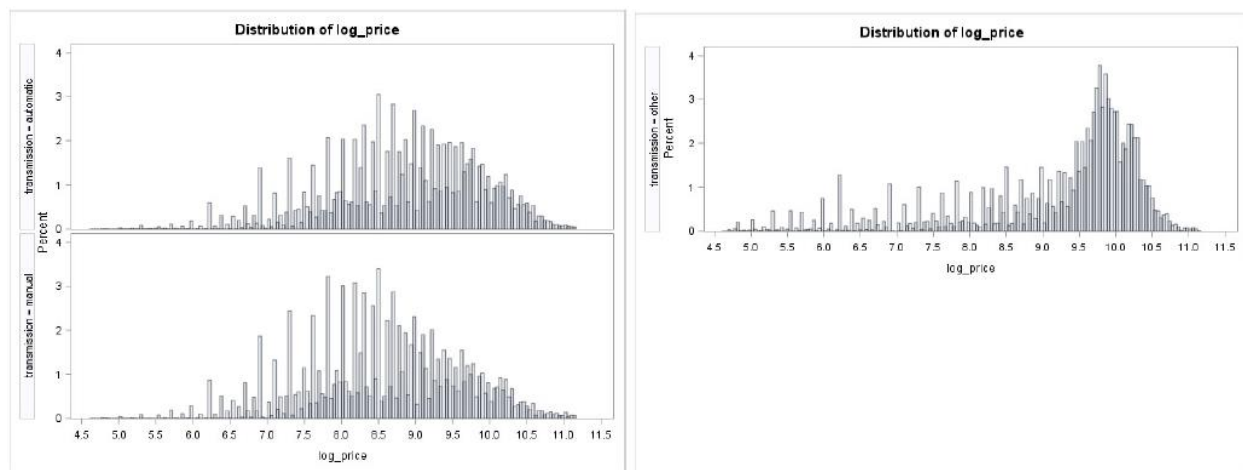 Distribution of log_price
transmission = automatic
4
3
2
1
0
Percent
transmission = manual
4
3
2
1
0
4.5 5.0 5.5 6.0 6.5 7.0 7.5 8.0 8.5 9.0 9.5 10.0 10.5 11.0 11.5
log_price
Distribution of log_price
transmission = other
Percent
4
3
2
1
0
4.5 5.0 5.5 6.0 6.5 7.0 7.5 8.0 8.5 9.0 9.5 10.0 10.5 11.0 11.5
log_price